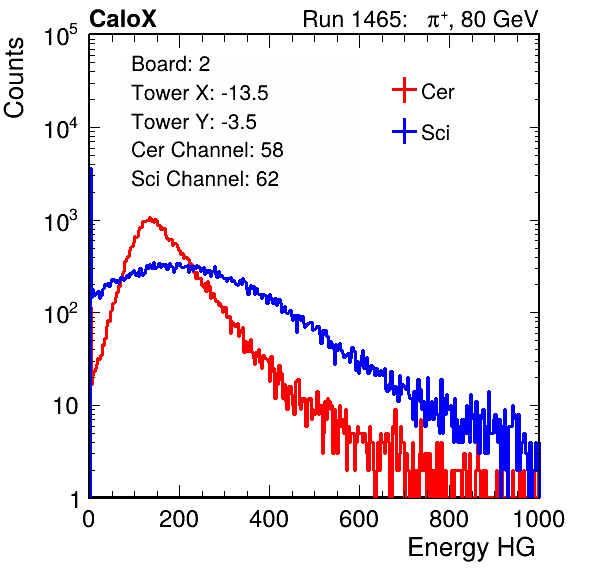 CaloX Run 1465: π⁺, 80 GeV
Counts
10⁵
10⁴
10³
10²
10
1
Board: 2
Tower X: -13.5
Tower Y: -3.5
Cer Channel: 58
Sci Channel: 62
Cer
Sci
0 200 400 600 800 1000
Energy HG